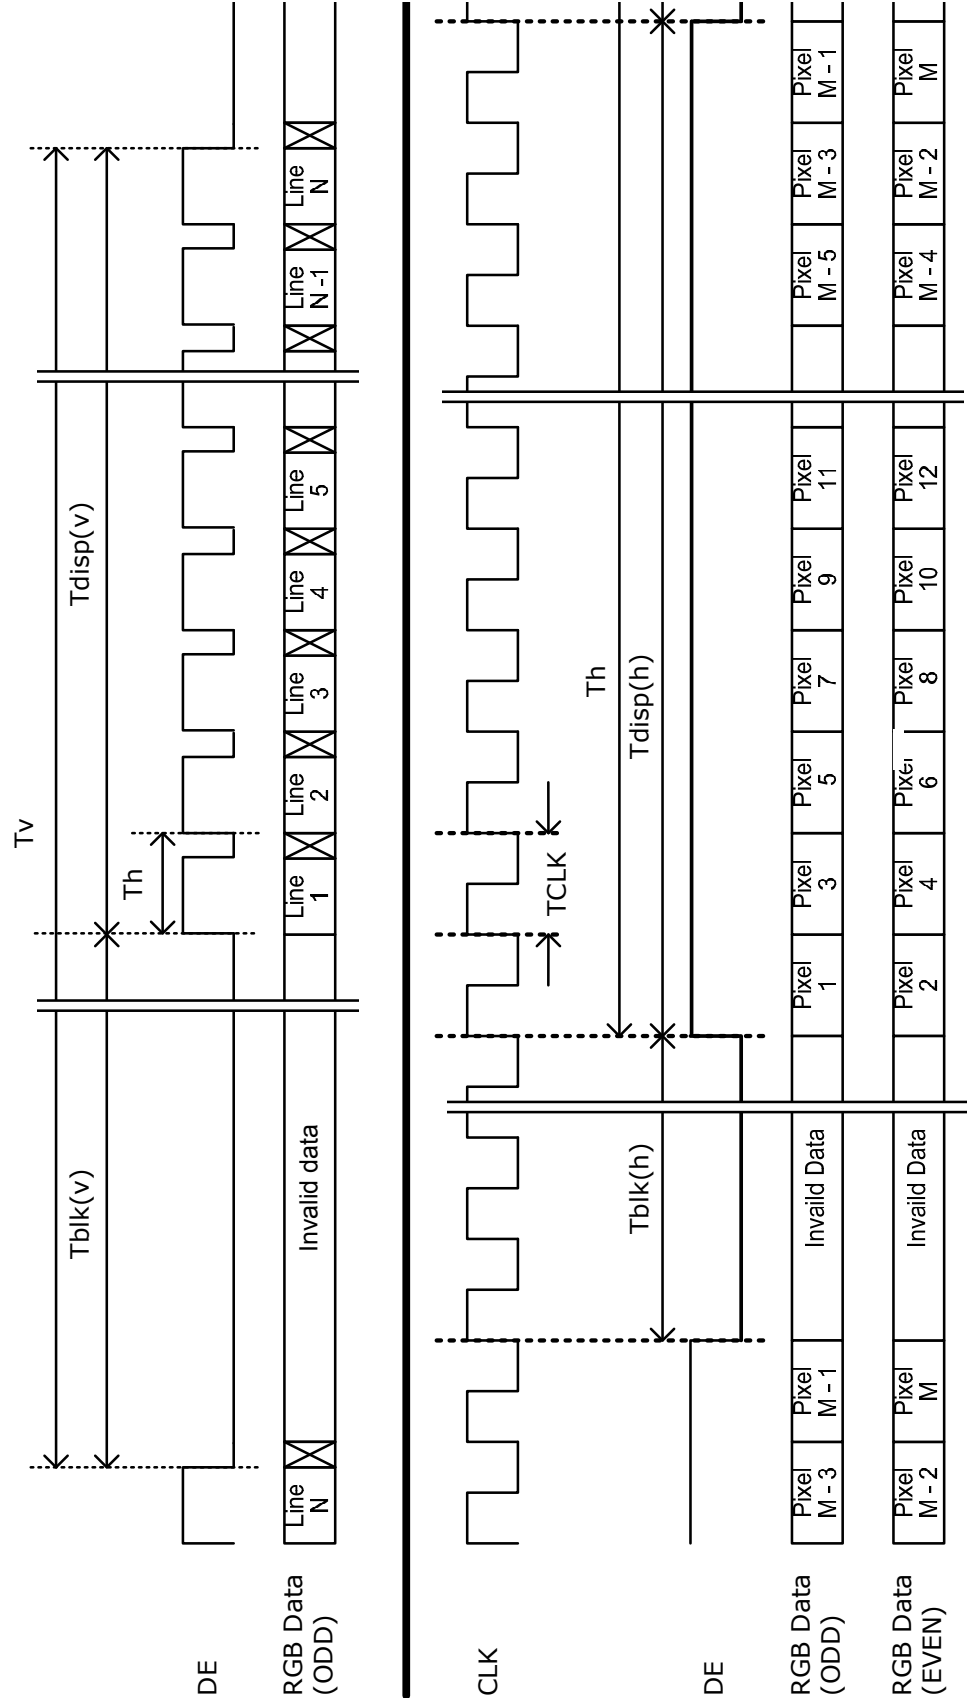 Tv
Tblk(v)
Tdisp(v)
Th
DE
RGB Data
(ODD)
Line
N
Invalid data
Line
1
Line
2
Line
3
Line
4
Line
5
Line
N-1
Line
N
CLK
TCLK
Th
Tblk(h)
Tdisp(h)
DE
RGB Data
(ODD)
Pixel
M - 3
Pixel
M - 1
Invaild Data
Pixel
1
Pixel
3
Pixel
5
Pixel
7
Pixel
9
Pixel
11
Pixel
M - 5
Pixel
M - 3
Pixel
M - 1
RGB Data
(EVEN)
Pixel
M - 2
Pixel
M
Invaild Data
Pixel
2
Pixel
4
Pixel
6
Pixel
8
Pixel
10
Pixel
12
Pixel
M - 4
Pixel
M - 2
Pixel
M